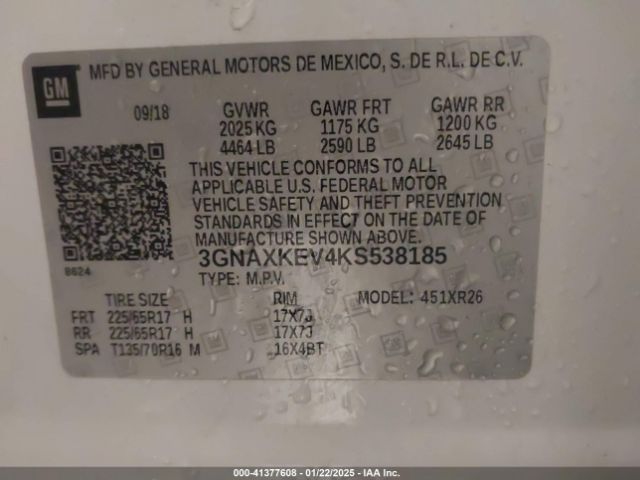 GM
MFD BY GENERAL MOTORS DE MEXICO, S. DE R.L. DE C.V.
09/18 GVWR GAWR FRT GAWR RR
2025 KG 1175 KG 1200 KG
4464 LB 2590 LB 2645 LB
THIS VEHICLE CONFORMS TO ALL
APPLICABLE U.S. FEDERAL MOTOR
VEHICLE SAFETY AND THEFT PREVENTION
STANDARDS IN EFFECT ON THE DATE OF
MANUFACTURE SHOWN ABOVE.
8624
3GNAXKEV4KS538185
TYPE: M.P.V.
TIRE SIZE RIM MODEL: 451XR26
FRT 225/65R17 H 17X7J
RR 225/65R17 H 17X7J
SPA T135/70R16 M 16X4BT
000-41377608 - 01/22/2025 - IAAI Branches